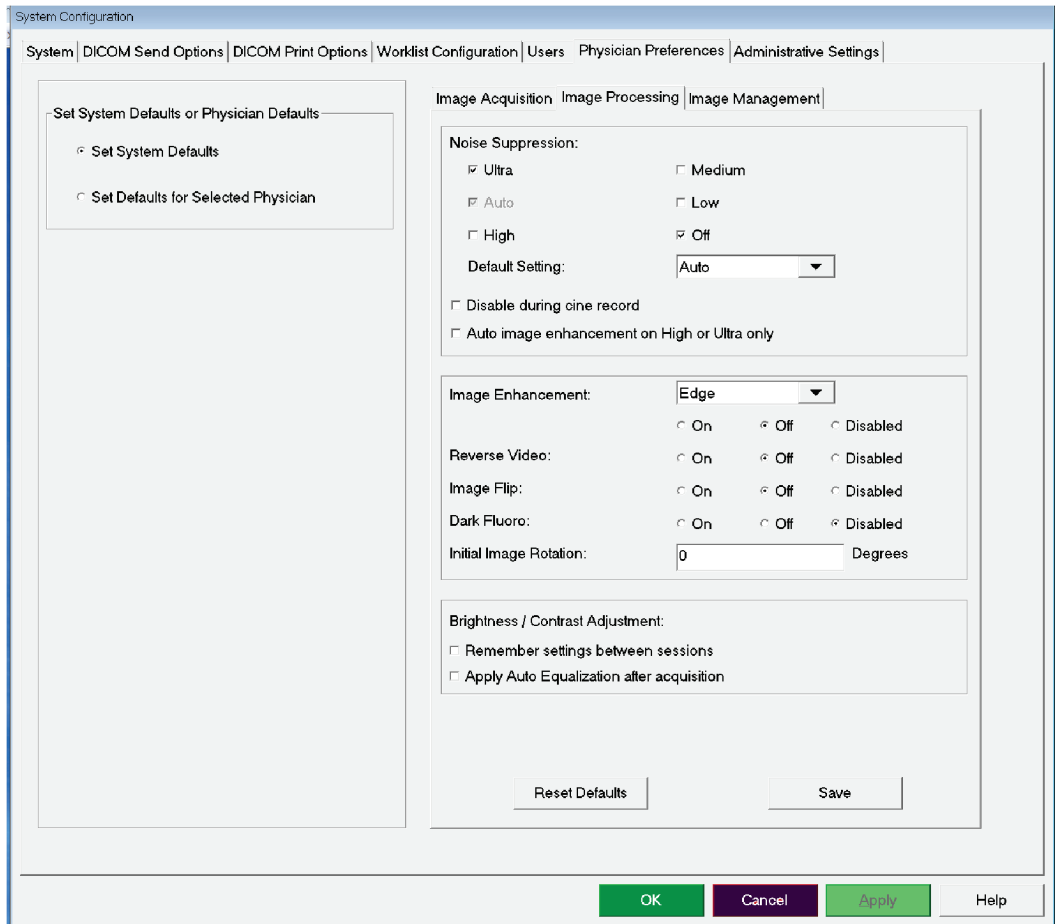 System Configuration
System DICOM Send Options DICOM Print Options Worklist Configuration Users Physician Preferences Administrative Settings
Set System Defaults or Physician Defaults
Set System Defaults
Set Defaults for Selected Physician
Image Acquisition Image Processing Image Management
Noise Suppression:
Ultra Medium
Auto Low
High Off
Default Setting: Auto
Disable during cine record
Auto image enhancement on High or Ultra only
Image Enhancement: Edge
On Off Disabled
Reverse Video: On Off Disabled
Image Flip: On Off Disabled
Dark Fluoro: On Off Disabled
Initial Image Rotation: 0 Degrees
Brightness / Contrast Adjustment:
Remember settings between sessions
Apply Auto Equalization after acquisition
Reset Defaults Save
OK Cancel Apply Help